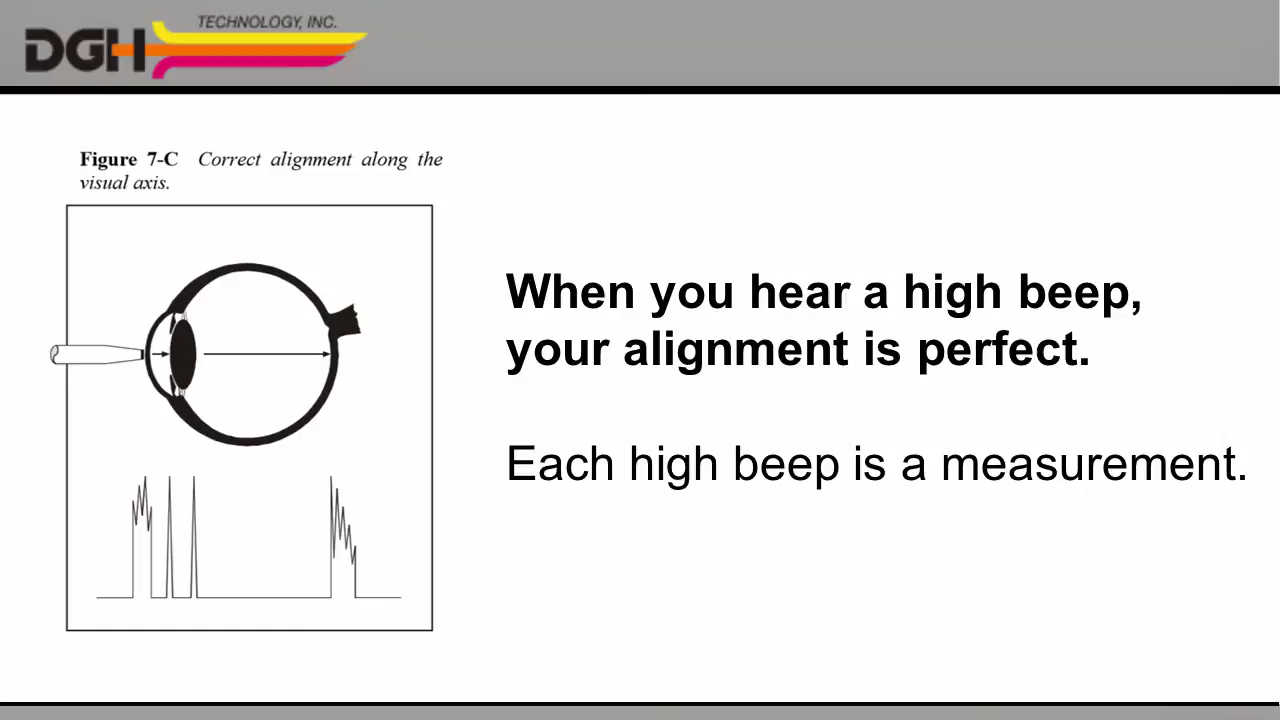 DGH TECHNOLOGY, INC.
Figure 7-C Correct alignment along the
visual axis.
When you hear a high beep,
your alignment is perfect.
Each high beep is a measurement.